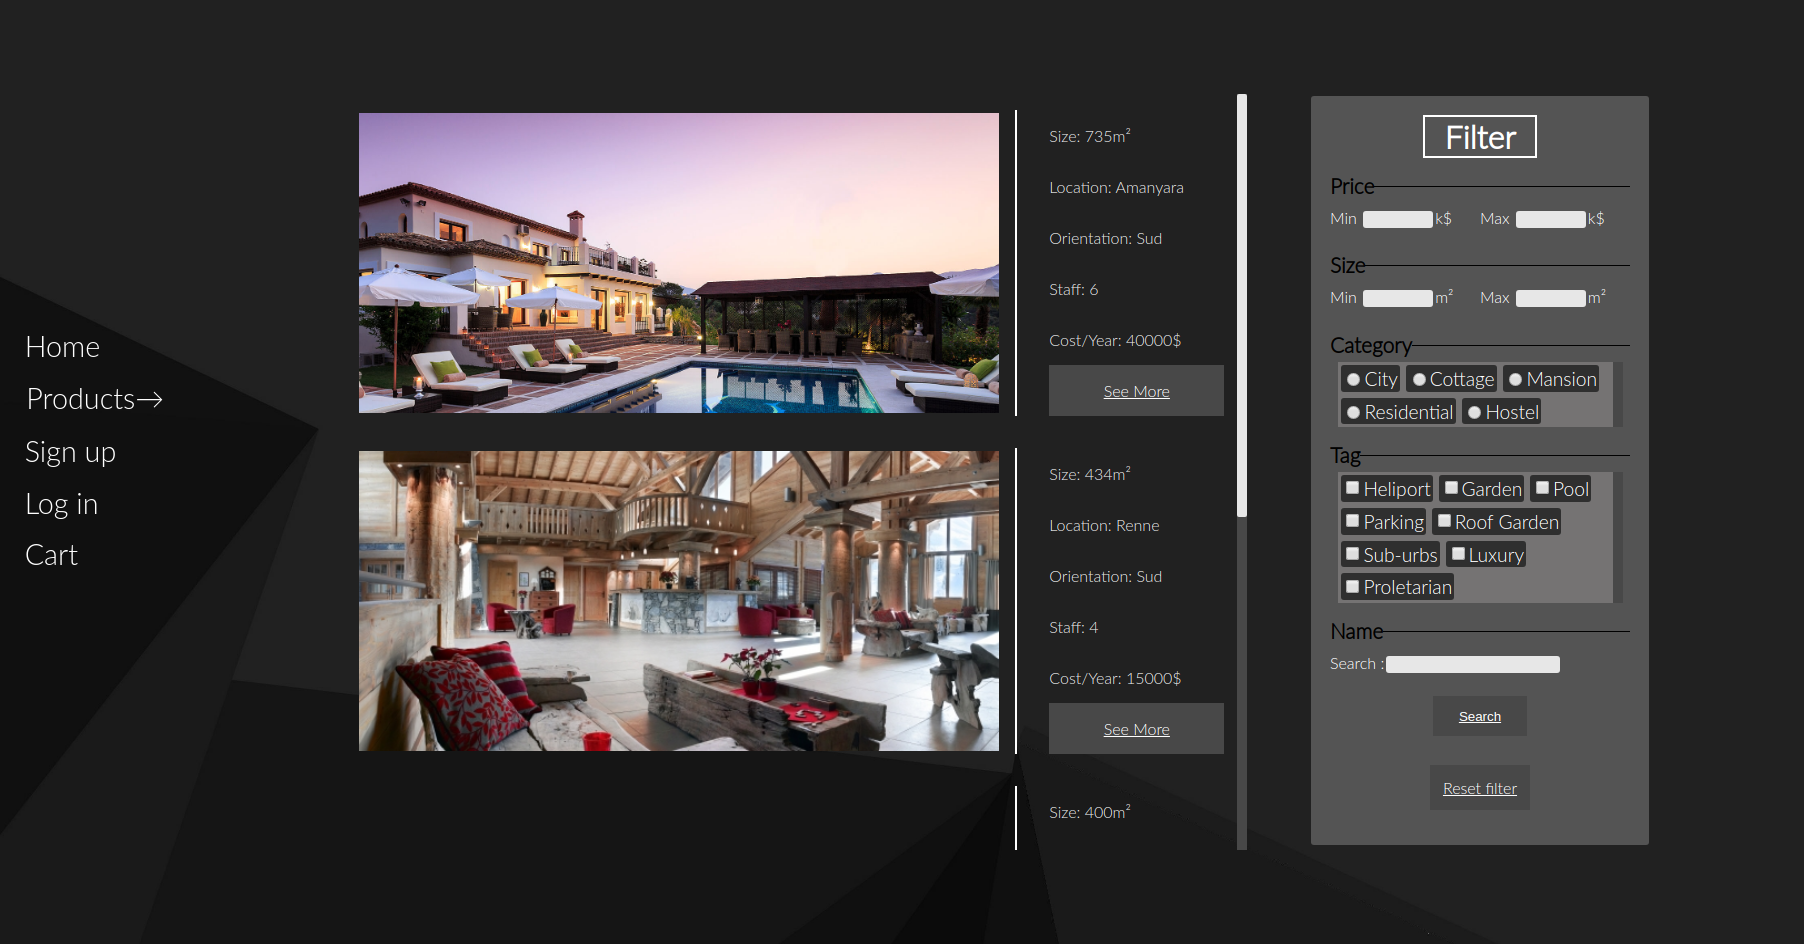 Home
Products→
Sign up
Log in
Cart
Size: 735m²
Location: Amanyara
Orientation: Sud
Staff: 6
Cost/Year: 40000$
See More
Size: 434m²
Location: Renne
Orientation: Sud
Staff: 4
Cost/Year: 15000$
See More
Size: 400m²
Filter
Price
Min k$ Max k$
Size
Min m² Max m²
Category
City Cottage Mansion
Residential Hostel
Tag
Heliport Garden Pool
Parking Roof Garden
Sub-urbs Luxury
Proletarian
Name
Search :
Search
Reset filter